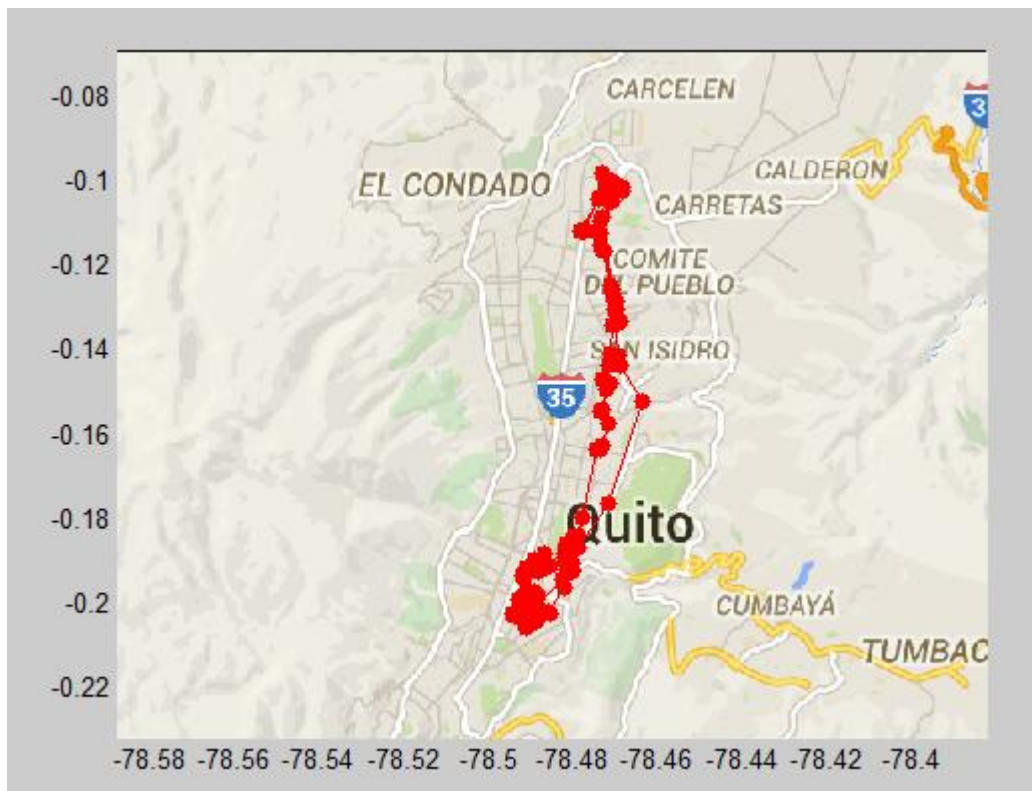 -0.08
-0.1
-0.12
-0.14
-0.16
-0.18
-0.2
-0.22
CARCELEN
3
CALDERON
EL CONDADO
CARRETAS
COMITE
DEL PUEBLO
SAN ISIDRO
35
Quito
CUMBAYÁ
TUMBAC
-78.58 -78.56 -78.54 -78.52 -78.5 -78.48 -78.46 -78.44 -78.42 -78.4